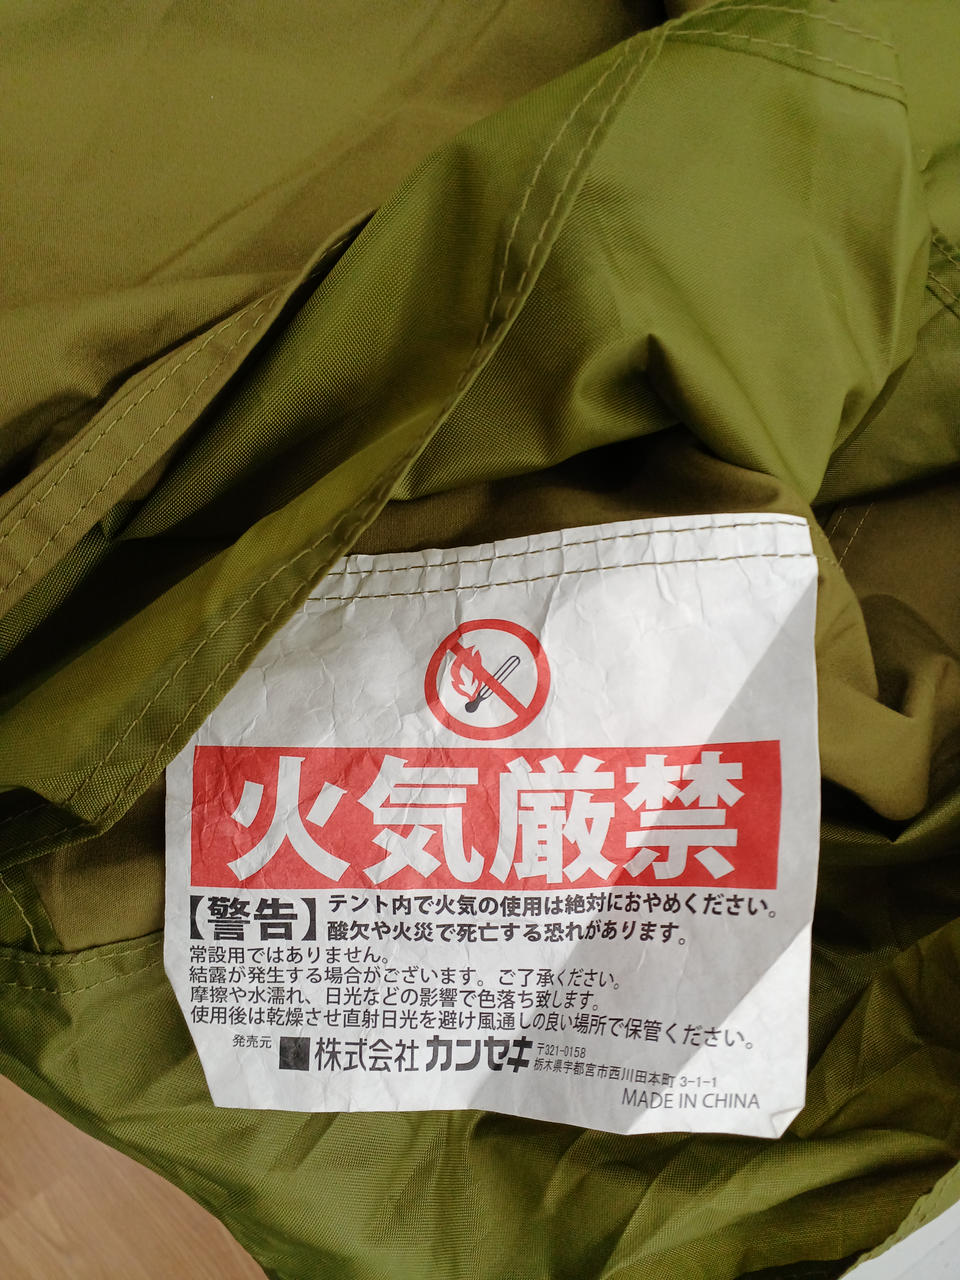 火気厳禁
【警告】テント内で火気の使用は絶対におやめください。
酸欠や火災で死亡する恐れがあります。
常設用ではありません。
結露が発生する場合がございます。ご了承ください。
摩擦や水濡れ、日光などの影響で色落ち致します。
使用後は乾燥させ直射日光を避け風通しの良い場所で保管ください。
発売元 株式会社 カンセキ 〒321-0158
栃木県宇都宮市西川田本町 3-1-1
MADE IN CHINA